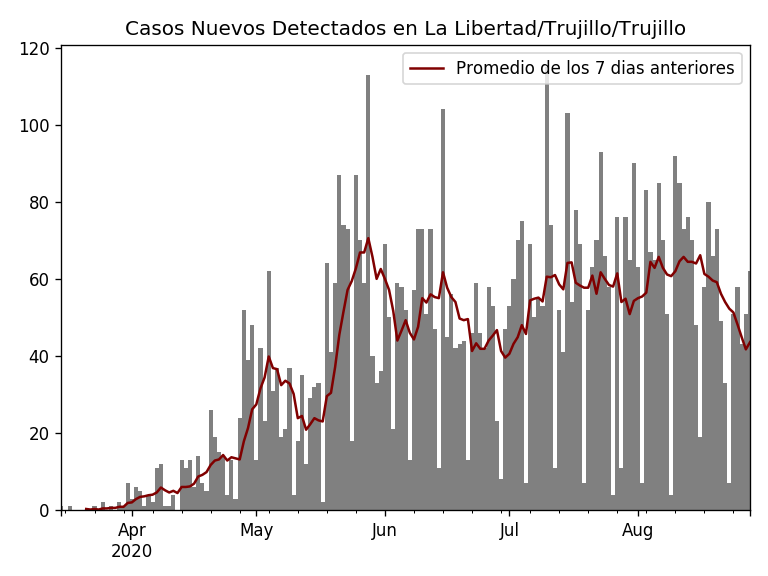 Casos Nuevos Detectados en La Libertad/Trujillo/Trujillo
Promedio de los 7 dias anteriores
120
100
80
60
40
20
0
Apr
2020
May
Jun
Jul
Aug